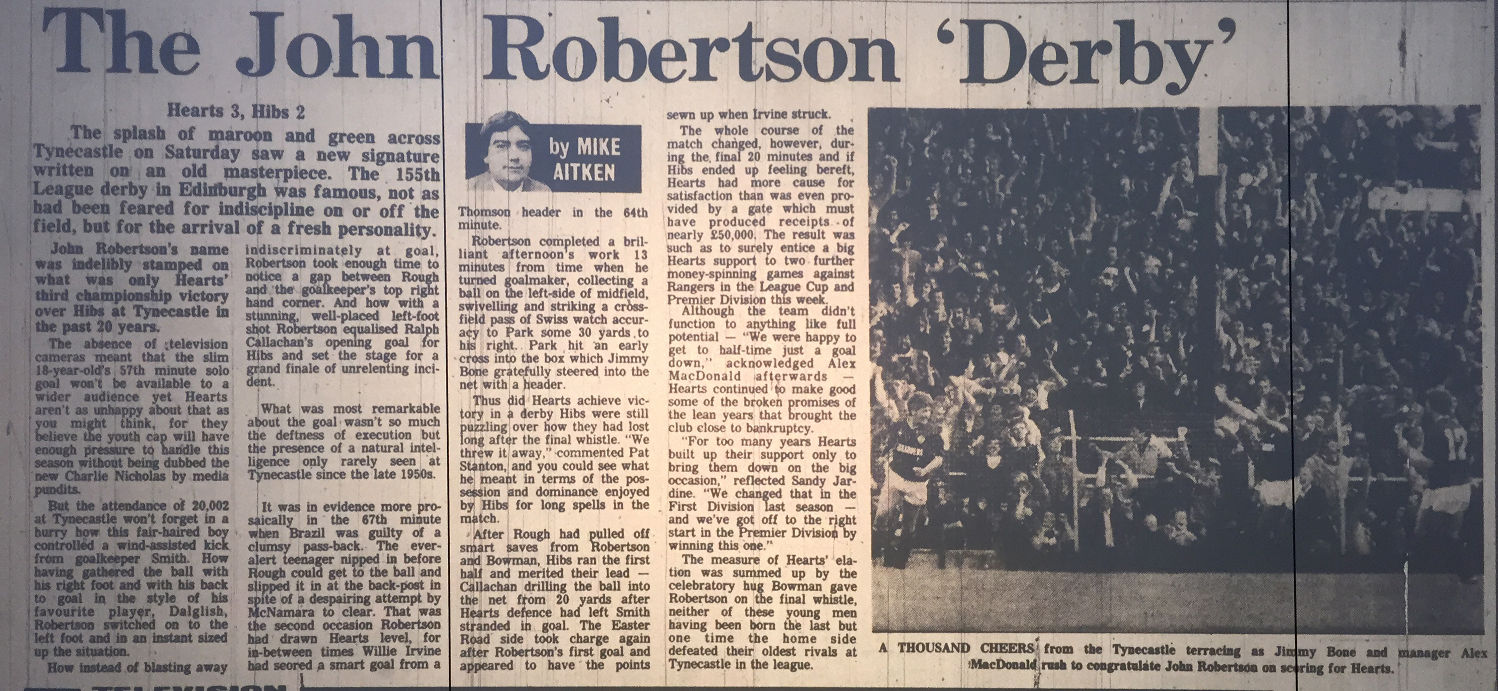 The John Robertson ‘Derby’
Hearts 3, Hibs 2
The splash of maroon and green across
Tynecastle on Saturday saw a new signature
written on an old masterpiece. The 155th
League derby in Edinburgh was famous, not as
had been feared for indiscipline on or off the
field, but for the arrival of a fresh personality.
John Robertson's name
was indelibly stamped on
what was only Hearts'
third championship victory
over Hibs at Tynecastle in
the past 20 years.
The absence of television
cameras meant that the slim
18-year-old's 57th minute solo
goal won't be available to a
wider audience yet Hearts
aren't as unhappy about that as
you might think, for they
believe the youth cap will have
enough pressure to handle this
season without being dubbed the
new Charlie Nicholas by media
pundits.
But the attendance of 20,002
at Tynecastle won't forget in a
hurry how this fair-haired boy
controlled a wind-assisted kick
from goalkeeper Smith. How
having gathered the ball with
his right foot and with his back
to goal in the style of his
favourite player, Dalglish,
Robertson switched on to the
left foot and in an instant sized
up the situation.
How instead of blasting away
indiscriminately at goal,
Robertson took enough time to
notice a gap between Rough
and the goalkeeper's top right
hand corner. And how with a
stunning, well-placed left-foot
shot Robertson equalised Ralph
Callachan's opening goal for
Hibs and set the stage for a
grand finale of unrelenting inci-
dent.
What was most remarkable
about the goal wasn't so much
the deftness of execution but
the presence of a natural intel-
ligence only rarely seen at
Tynecastle since the late 1950s.
It was in evidence more pro-
saically in the 67th minute
when Brazil was guilty of a
clumsy pass-back. The ever-
alert teenager nipped in before
Rough could get to the ball and
slipped it in at the back-post in
spite of a despairing attempt by
McNamara to clear. That was
the second occasion Robertson
had drawn Hearts level, for
in-between times Willie Irvine
had seored a smart goal from a
by MIKE
AITKEN
Thomson header in the 64th
minute.
Robertson completed a bril-
liant afternoon's work 13
minutes from time when he
turned goalmaker, collecting a
ball on the left-side of midfield,
swivelling and striking a cross-
field pass of Swiss watch accur-
acy to Park some 30 yards to
his right. Park hit an early
cross into the box which Jimmy
Bone gratefully steered into the
net with a header.
Thus did Hearts achieve vic-
tory in a derby Hibs were still
puzzling over how they had lost
long after the final whistle. “We
threw it away,” commented Pat
Stanton, and you could see what
he meant in terms of the pos-
session and dominance enjoyed
by Hibs for long spells in the
match.
After Rough had pulled off
smart saves from Robertson
and Bowman, Hibs ran the first
half and merited their lead —
Callachan drilling the ball into
the net from 20 yards after
Hearts defence had left Smith
stranded in goal. The Easter
Road side took charge again
after Robertson's first goal and
appeared to have the points
sewn up when Irvine struck.
The whole course of the
match changed, however, dur-
ing the final 20 minutes and if
Hibs ended up feeling bereft,
Hearts had more cause for
satisfaction than was even pro-
vided by a gate which must
have produced receipts of
nearly £50,000. The result was
such as to surely entice a big
Hearts support to two further
money-spinning games against
Rangers in the League Cup and
Premier Division this week.
Although the team didn't
function to anything like full
potential — “We were happy to
get to half-time just a goal
down,” acknowledged Alex
MacDonald afterwards —
Hearts continued to make good
some of the broken promises of
the lean years that brought the
club close to bankruptcy.
“For too many years Hearts
built up their support only to
bring them down on the big
occasion,” reflected Sandy Jar-
dine. “We changed that in the
First Division last season —
and we've got off to the right
start in the Premier Division by
winning this one.”
The measure of Hearts' ela-
tion was summed up by the
celebratory hug Bowman gave
Robertson on the final whistle,
neither of these young men
having been born the last but
one time the home side
defeated their oldest rivals at
Tynecastle in the league.
12
A THOUSAND CHEERS from the Tynecastle terracing as Jimmy Bone and manager Alex
MacDonald rush to congratulate John Robertson on scoring for Hearts.
TELEVISION